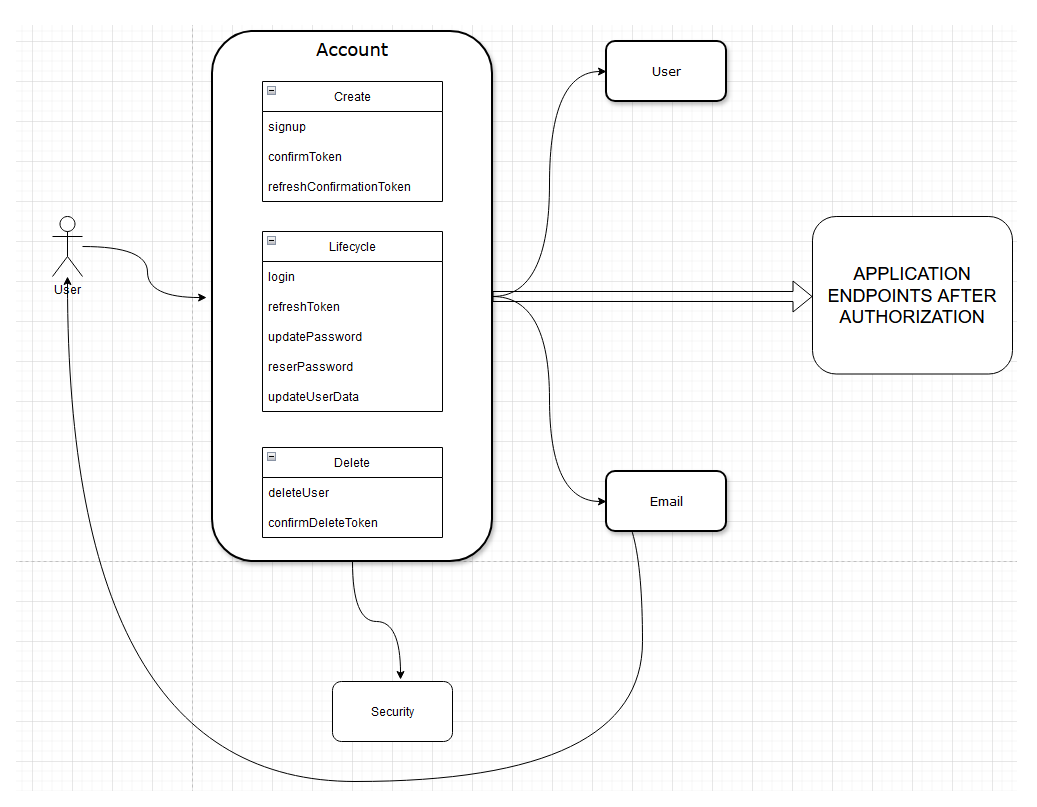 Account
Create
signup
confirmToken
refreshConfirmationToken
Lifecycle
login
refreshToken
updatePassword
reserPassword
updateUserData
Delete
deleteUser
confirmDeleteToken
User
User
APPLICATION
ENDPOINTS AFTER
AUTHORIZATION
Email
Security